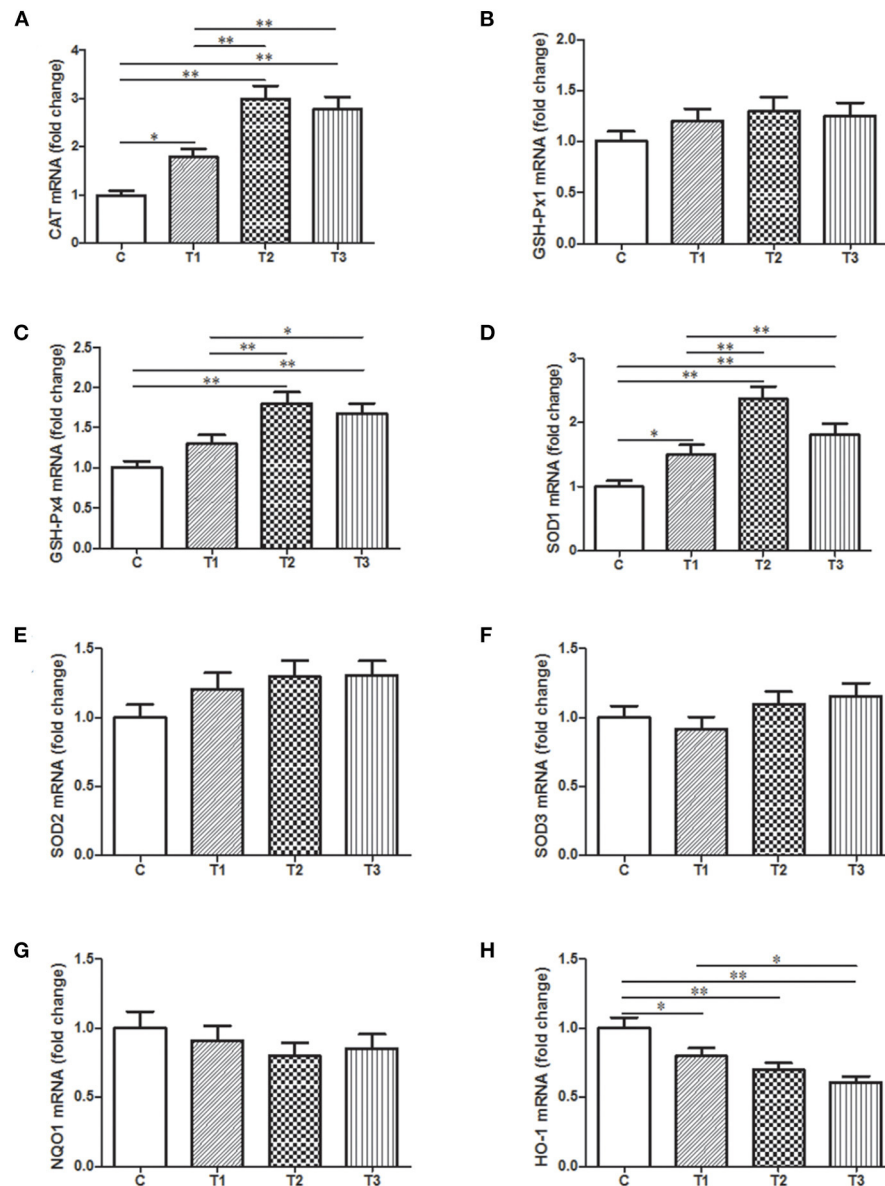 A
CAT mRNA (fold change)
4
3
2
1
0
**
**
**
**
*
C T1 T2 T3
B
GSH-Px1 mRNA (fold change)
2.0
1.5
1.0
0.5
0.0
C T1 T2 T3
C
GSH-Px4 mRNA (fold change)
2.5
2.0
1.5
1.0
0.5
0.0
*
**
**
**
C T1 T2 T3
D
SOD1 mRNA (fold change)
3
2
1
0
**
**
**
**
*
C T1 T2 T3
E
SOD2 mRNA (fold change)
1.5
1.0
0.5
0.0
C T1 T2 T3
F
SOD3 mRNA (fold change)
1.5
1.0
0.5
0.0
C T1 T2 T3
G
NQO1 mRNA (fold change)
1.5
1.0
0.5
0.0
C T1 T2 T3
H
HO-1 mRNA (fold change)
1.5
1.0
0.5
0.0
*
**
**
*
C T1 T2 T3